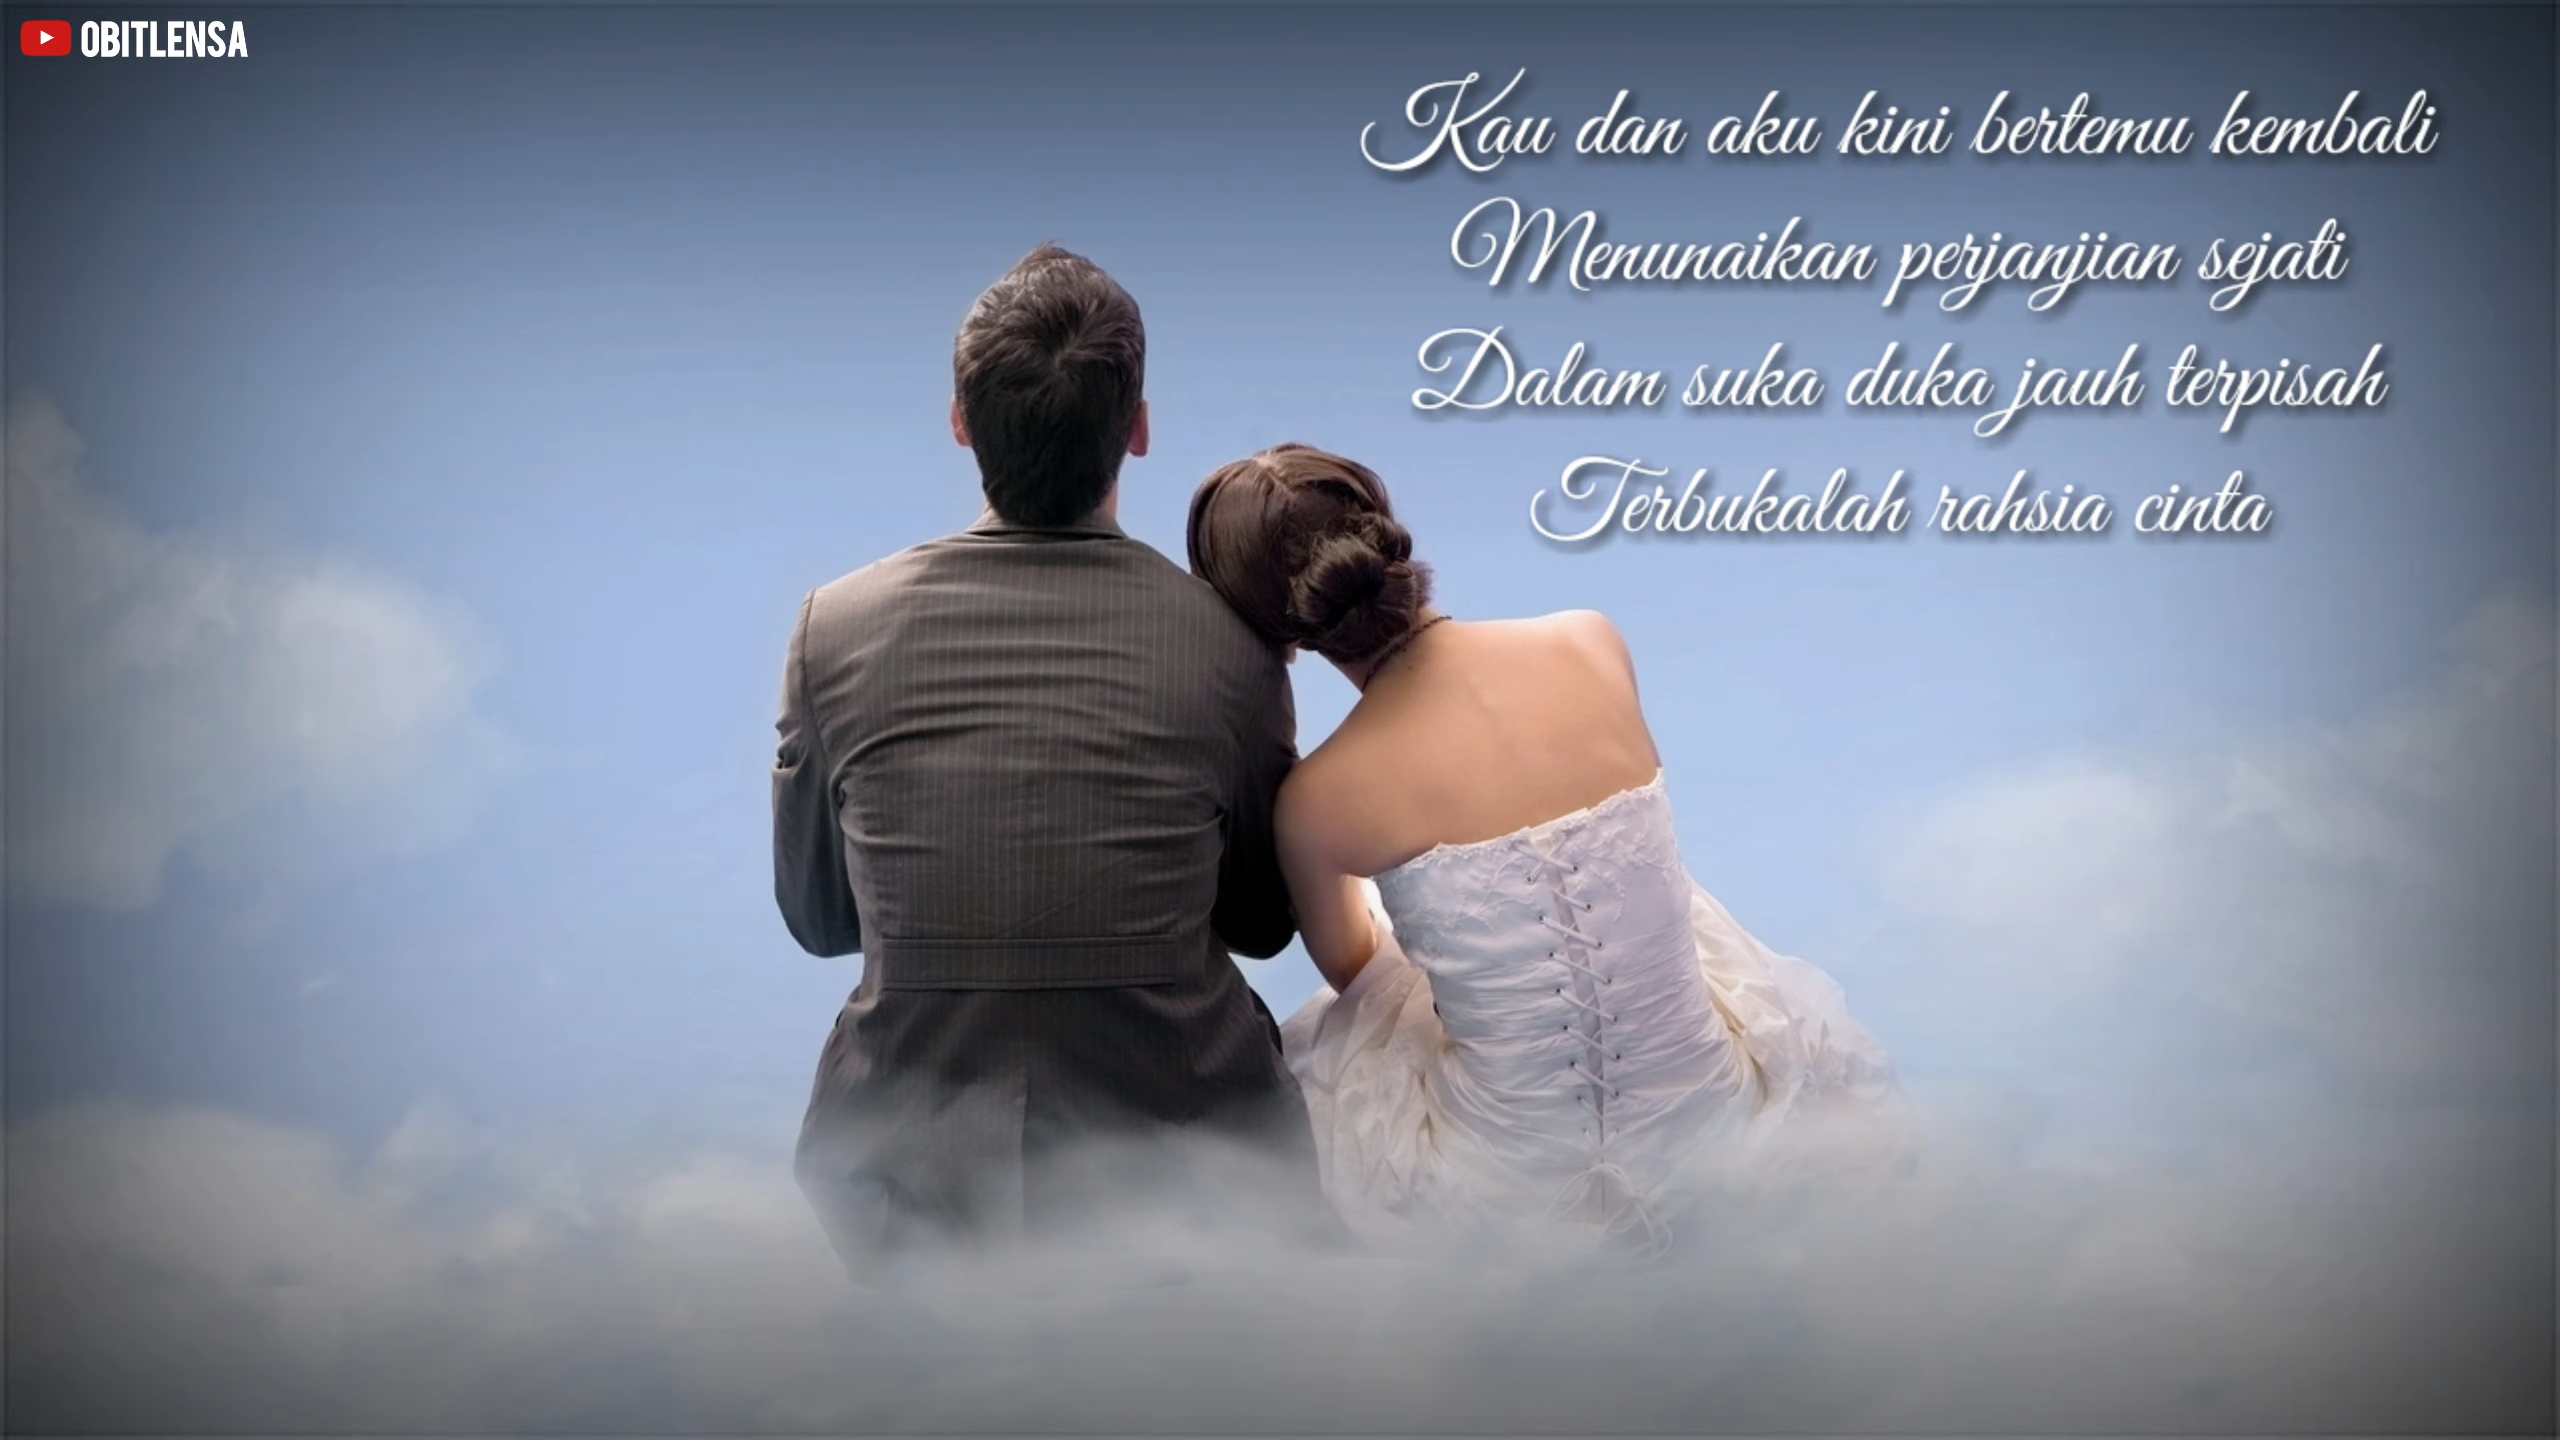 OBITLENSA
Kau dan aku kini bertemu kembali
Menunaikan perjanjian sejati
Dalam suka duka jauh terpisah
Terbukalah rahsia cinta